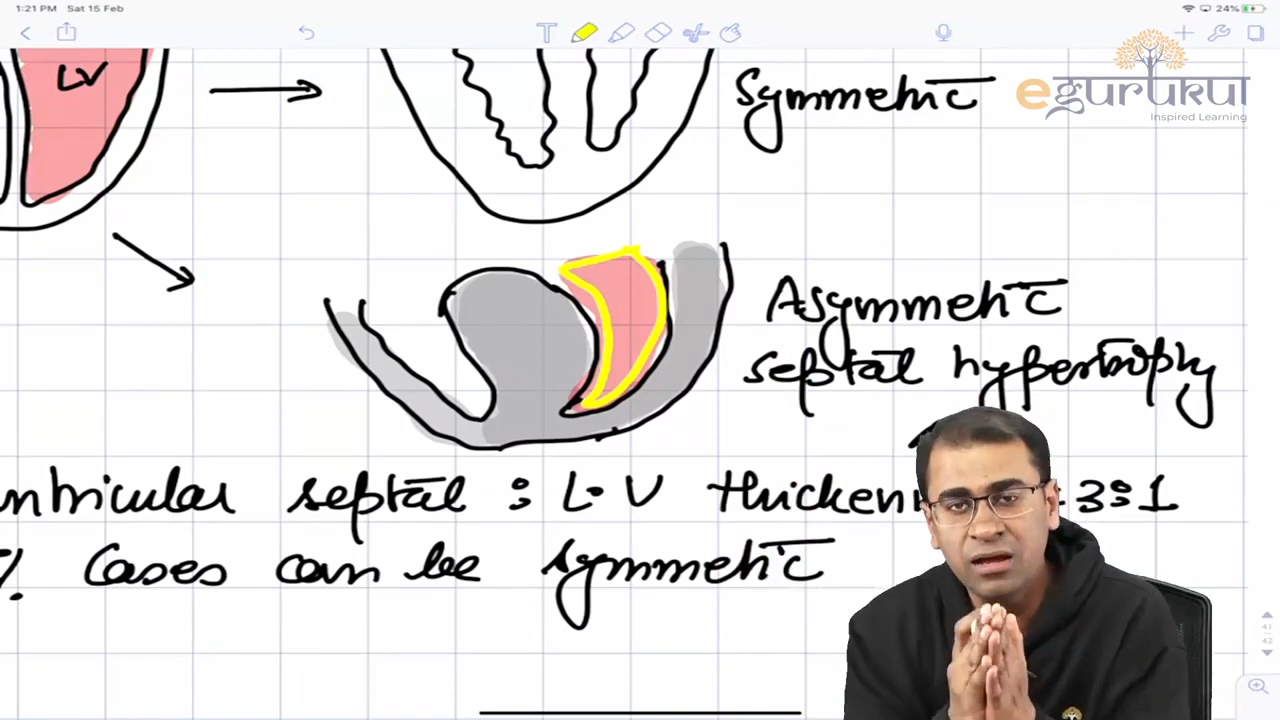 1:21 PM Sat 15 Feb
24%
T
LV
Symmetric
eGurukul
Inspired Learning
Asymmetric
septal hypertrophy
ntricular septal : L.V 3:1
%. Cases can be symmetric